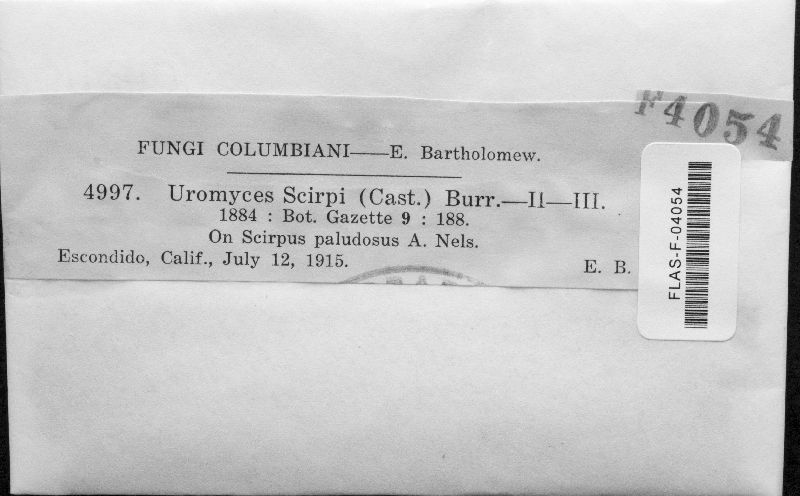 F4054
FUNGI COLUMBIANI——E. Bartholomew.
4997. Uromyces Scirpi (Cast.) Burr.—II—III.
1884 : Bot. Gazette 9 : 188.
On Scirpus paludosus A. Nels.
Escondido, Calif., July 12, 1915.
E. B.
FLAS-F-04054